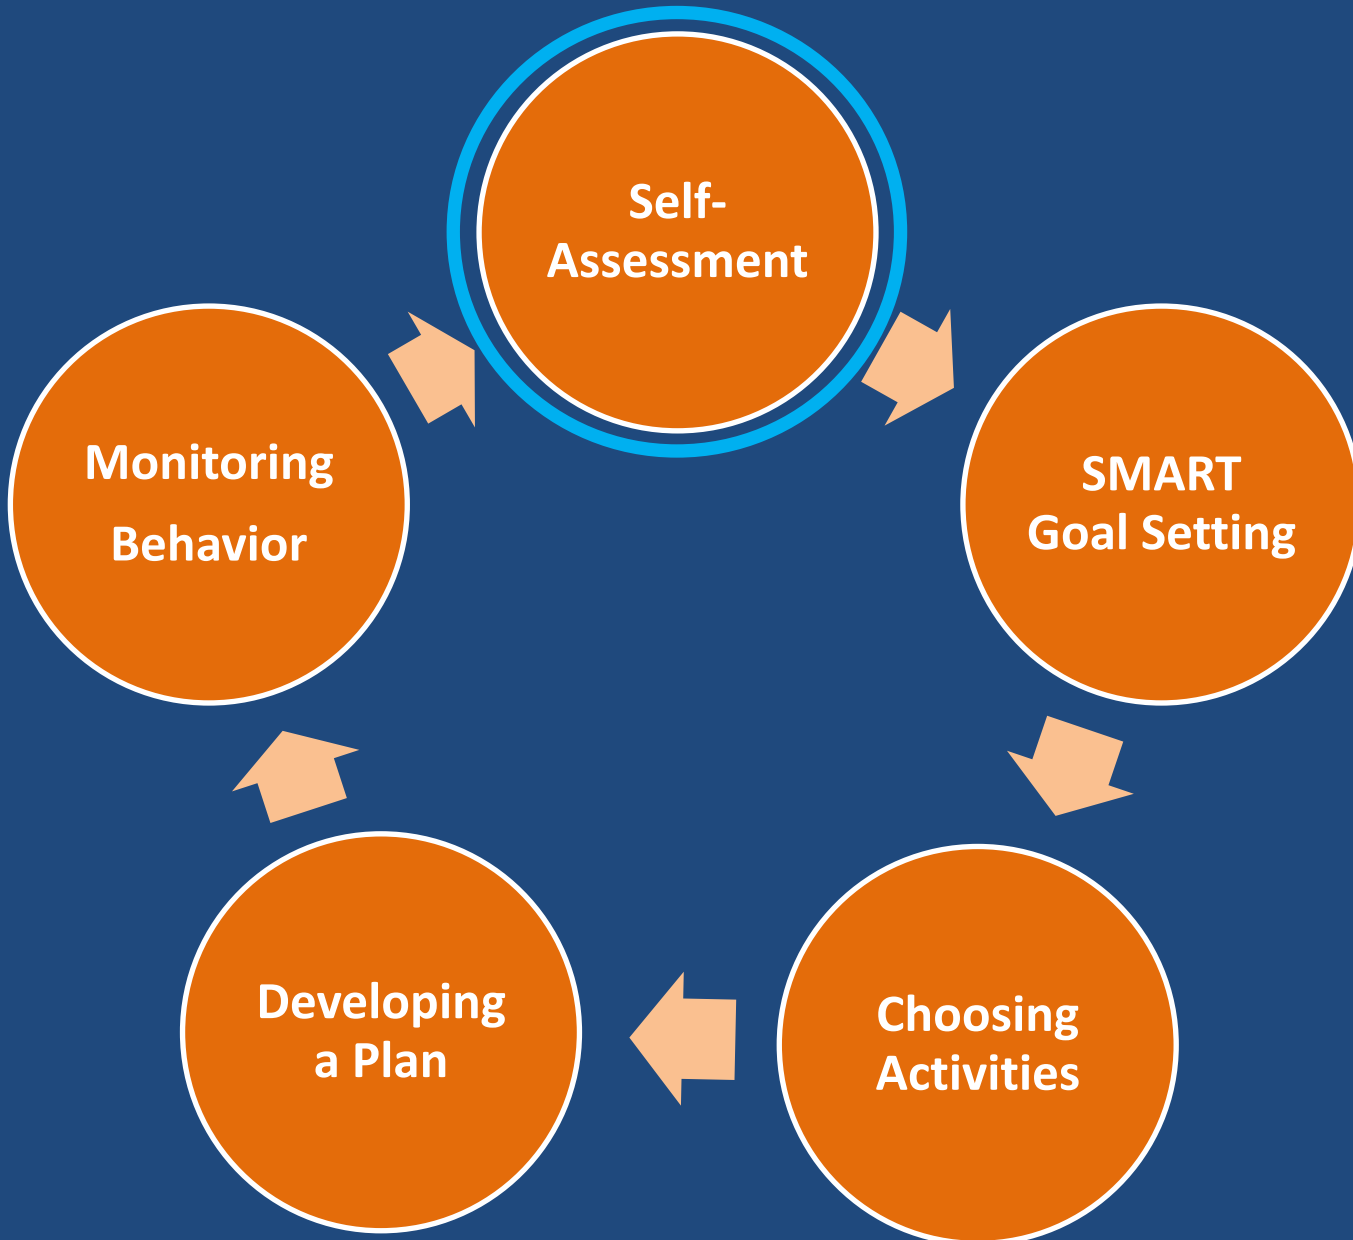 Self-
Assessment
SMART
Goal Setting
Choosing
Activities
Developing
a Plan
Monitoring
Behavior